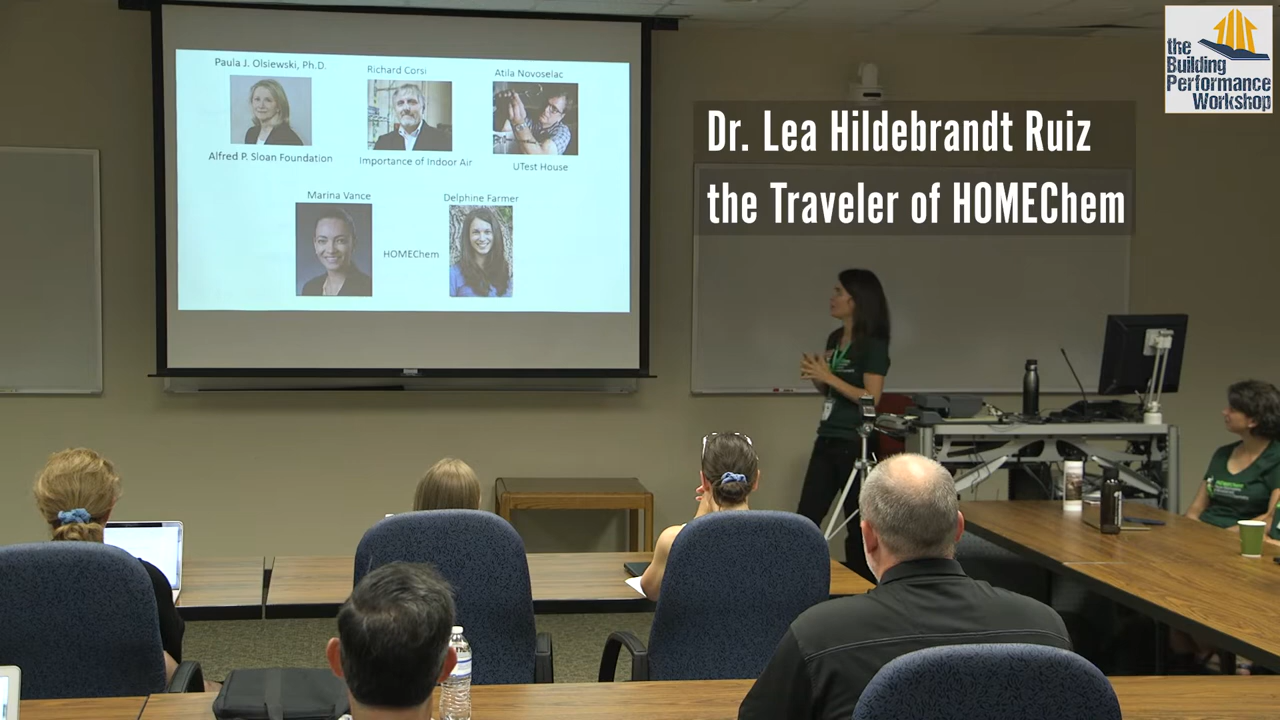 Paula J. Olsiewski, Ph.D.
Richard Corsi
Atila Novoselac
Alfred P. Sloan Foundation
Importance of Indoor Air
UTest House
Marina Vance
Delphine Farmer
HOMEChem
Dr. Lea Hildebrandt Ruiz
the Traveler of HOMEChem
the
Building
Performance
Workshop